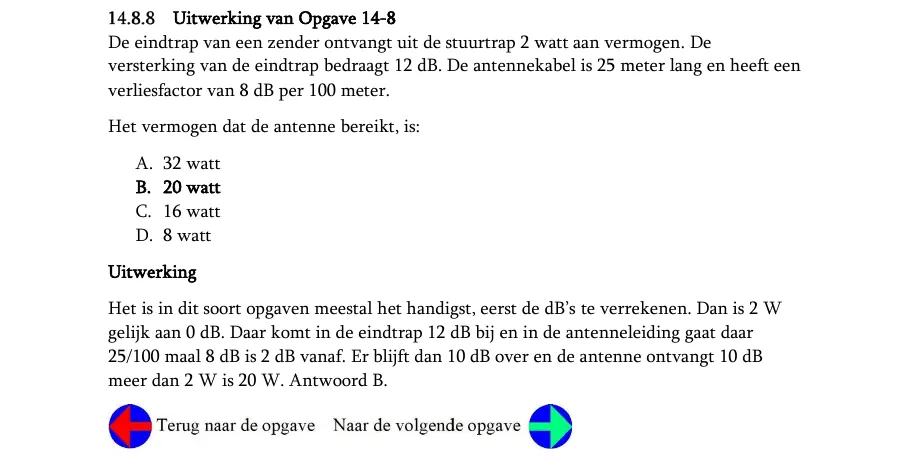 14.8.8 Uitwerking van Opgave 14-8
De eindtrap van een zender ontvangt uit de stuurtrap 2 watt aan vermogen. De
versterking van de eindtrap bedraagt 12 dB. De antennekabel is 25 meter lang en heeft een
verliesfactor van 8 dB per 100 meter.
Het vermogen dat de antenne bereikt, is:
A. 32 watt
B. 20 watt
C. 16 watt
D. 8 watt
Uitwerking
Het is in dit soort opgaven meestal het handigst, eerst de dB’s te verrekenen. Dan is 2 W
gelijk aan 0 dB. Daar komt in de eindtrap 12 dB bij en in de antenneleiding gaat daar
25/100 maal 8 dB is 2 dB vanaf. Er blijft dan 10 dB over en de antenne ontvangt 10 dB
meer dan 2 W is 20 W. Antwoord B.
Terug naar de opgave Naar de volgende opgave